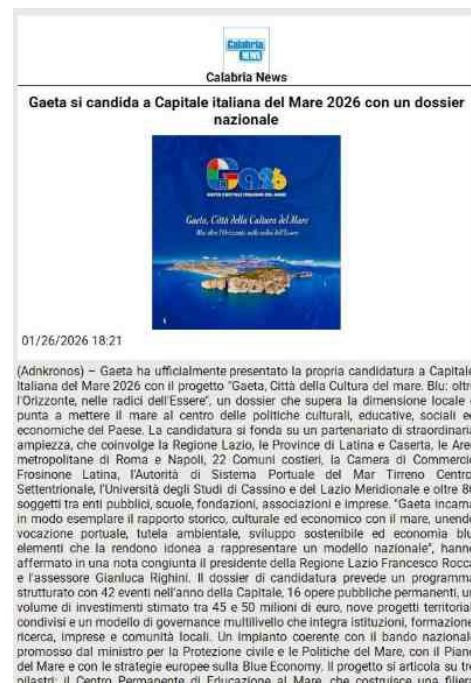 Calabria
News
Calabria News
Gaeta si candida a Capitale italiana del Mare 2026 con un dossier
nazionale
Ga26
Gaeta, Città della Cultura del Mare
01/26/2026 18:21
(Adnkronos) – Gaeta ha ufficialmente presentato la propria candidatura a Capitale
Italiana del Mare 2026 con il progetto "Gaeta, Città della Cultura del mare. Blu: oltre
l'Orizzonte, nelle radici dell'Essere", un dossier che supera la dimensione locale
punta a mettere il mare al centro delle politiche culturali, educative, sociali ed
economiche del Paese. La candidatura si fonda su un partenariato di straordinaria
ampiezza, che coinvolge la Regione Lazio, le Province di Latina e Caserta, le Are
metropolitane di Roma e Napoli, 22 Comuni costieri, la Camera di Commercio
Frosinone Latina, l'Autorità di Sistema Portuale del Mar Tirreno Centro
Settentrionale, l'Università degli Studi di Cassino e del Lazio Meridionale e oltre 80
soggetti tra enti pubblici, scuole, fondazioni, associazioni e imprese. "Gaeta incarna
in modo esemplare il rapporto storico, culturale ed economico con il mare, unendo
vocazione portuale, tutela ambientale, sviluppo sostenibile ed economia blu
elementi che la rendono idonea a rappresentare un modello nazionale", hanno
affermato in una nota congiunta il presidente della Regione Lazio Francesco Rocca
e l'assessore Gianluca Righini. Il dossier di candidatura prevede un programma
strutturato con 42 eventi nell'anno della Capitale, 16 opere pubbliche permanenti, un
volume di investimenti stimato tra 45 e 50 milioni di euro, nove progetti territoriali
condivisi e un modello di governance multilivello che integra istituzioni, formazione
ricerca, imprese e comunità locali. Un impianto coerente con il bando nazionale
promosso dal ministro per la Protezione civile e le Politiche del Mare, con il Piano
del Mare e con le strategie europee sulla Blue Economy. Il progetto si articola su tre
pilastri: il Centro Permanente di Educazione al Mare, che costruisce una filiera